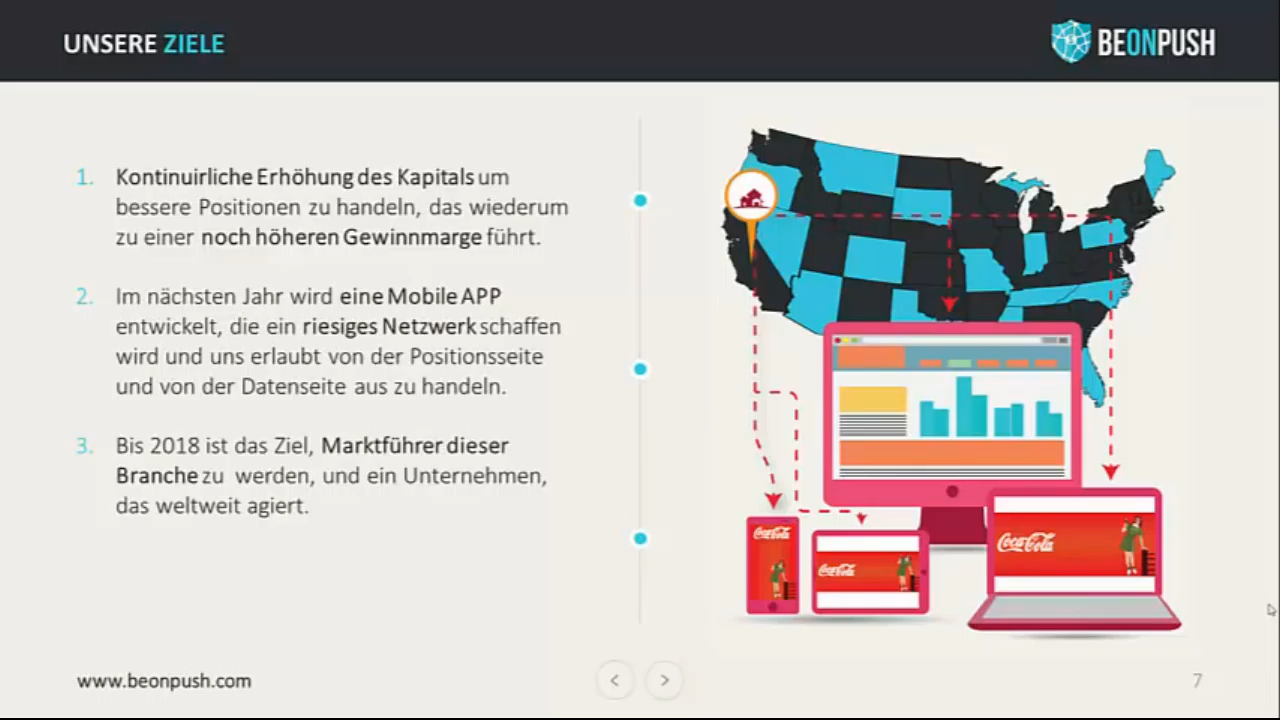 UNSERE ZIELE
BEONPUSH
1. Kontinuirliche Erhöhung des Kapitals um
bessere Positionen zu handeln, das wiederum
zu einer noch höheren Gewinnmarge führt.
2. Im nächsten Jahr wird eine Mobile APP
entwickelt, die ein riesiges Netzwerk schaffen
wird und uns erlaubt von der Positionsseite
und von der Datenseite aus zu handeln.
3. Bis 2018 ist das Ziel, Marktführer dieser
Branche zu werden, und ein Unternehmen,
das weltweit agiert.
Coca-Cola
Coca-Cola
Coca-Cola
www.beonpush.com
7